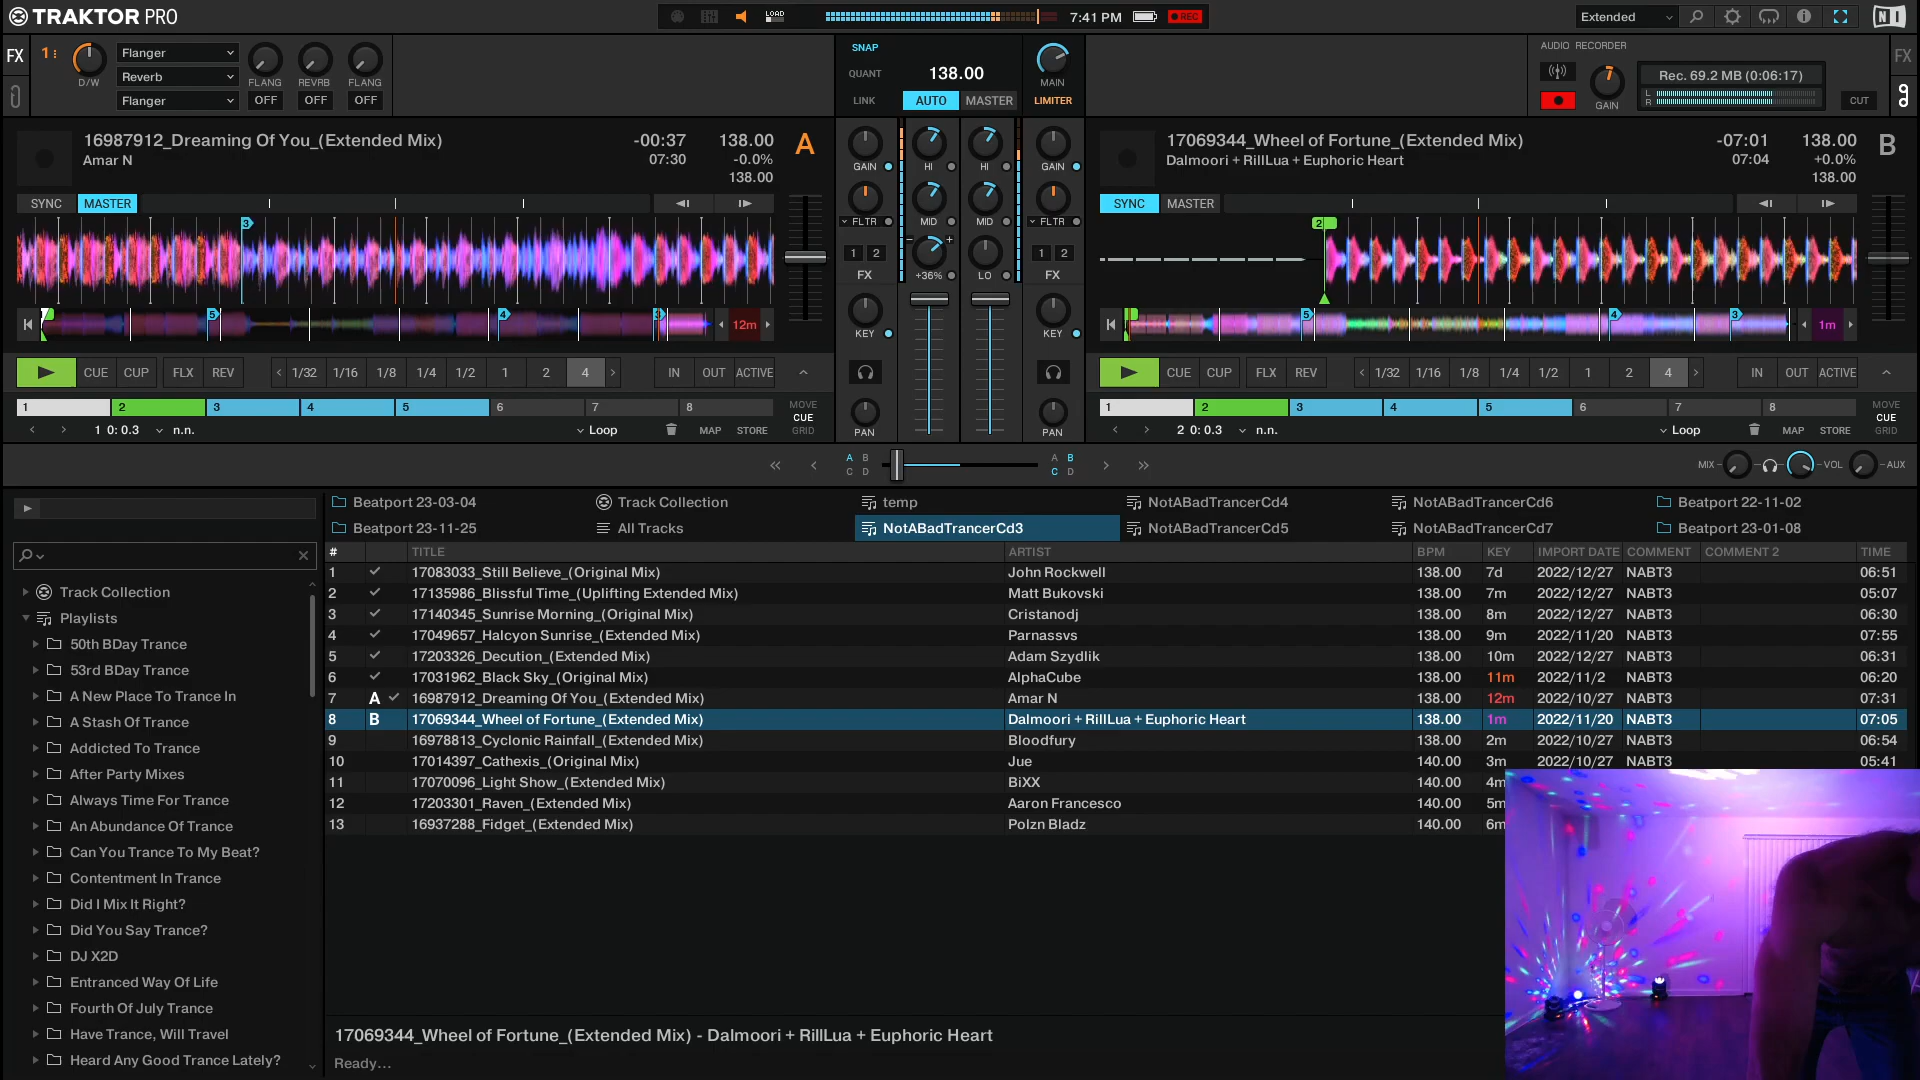 TRAKTOR PRO
LOAD
7:41 PM
REC
Extended
FX
1
D/W
Flanger
Reverb
Flanger
FLANG
REVRB
FLANG
OFF
OFF
OFF
SNAP
QUANT
LINK
138.00
AUTO
MASTER
MAIN
LIMITER
AUDIO RECORDER
GAIN
Rec. 69.2 MB (0:06:17)
L
R
CUT
FX
16987912_Dreaming Of You_(Extended Mix)
Amar N
-00:37
07:30
138.00
-0.0%
138.00
A
SYNC
MASTER
3
5
4
12m
CUE
CUP
FLX
REV
1/32
1/16
1/8
1/4
1/2
1
2
4
IN
OUT
ACTIVE
1
2
3
4
5
6
7
8
MOVE
CUE
GRID
1 0: 0.3
n.n.
Loop
MAP
STORE
GAIN
HI
HI
GAIN
FLTR
MID
MID
FLTR
1 2
FX
+36%
LO
1 2
FX
KEY
KEY
PAN
PAN
17069344_Wheel of Fortune_(Extended Mix)
Dalmoori + RillLua + Euphoric Heart
-07:01
07:04
138.00
+0.0%
138.00
B
SYNC
MASTER
2
5
4
3
1m
CUE
CUP
FLX
REV
1/32
1/16
1/8
1/4
1/2
1
2
4
IN
OUT
ACTIVE
1
2
3
4
5
6
7
8
MOVE
CUE
GRID
2 0: 0.3
n.n.
Loop
MAP
STORE
A B
C D
A B
C D
MIX
VOL
AUX
Beatport 23-03-04
Track Collection
temp
NotABadTrancerCd4
NotABadTrancerCd6
Beatport 22-11-02
Beatport 23-11-25
All Tracks
NotABadTrancerCd3
NotABadTrancerCd5
NotABadTrancerCd7
Beatport 23-01-08
Track Collection
Playlists
50th BDay Trance
53rd BDay Trance
A New Place To Trance In
A Stash Of Trance
Addicted To Trance
After Party Mixes
Always Time For Trance
An Abundance Of Trance
Can You Trance To My Beat?
Contentment In Trance
Did I Mix It Right?
Did You Say Trance?
DJ X2D
Entranced Way Of Life
Fourth Of July Trance
Have Trance, Will Travel
Heard Any Good Trance Lately?
# TITLE ARTIST BPM KEY IMPORT DATE COMMENT COMMENT 2 TIME
1 17083033_Still Believe_(Original Mix) John Rockwell 138.00 7d 2022/12/27 NABT3 06:51
2 17135986_Blissful Time_(Uplifting Extended Mix) Matt Bukovski 138.00 7m 2022/12/27 NABT3 05:07
3 17140345_Sunrise Morning_(Original Mix) Cristanodj 138.00 8m 2022/12/27 NABT3 06:30
4 17049657_Halcyon Sunrise_(Extended Mix) Parnassvs 138.00 9m 2022/11/20 NABT3 07:55
5 17203326_Decution_(Extended Mix) Adam Szydlik 138.00 10m 2022/12/27 NABT3 06:31
6 17031962_Black Sky_(Original Mix) AlphaCube 138.00 11m 2022/11/2 NABT3 06:20
7 A 16987912_Dreaming Of You_(Extended Mix) Amar N 138.00 12m 2022/10/27 NABT3 07:31
8 B 17069344_Wheel of Fortune_(Extended Mix) Dalmoori + RillLua + Euphoric Heart 138.00 1m 2022/11/20 NABT3 07:05
9 16978813_Cyclonic Rainfall_(Extended Mix) Bloodfury 138.00 2m 2022/10/27 NABT3 06:54
10 17014397_Cathexis_(Original Mix) Jue 140.00 3m 2022/10/27 NABT3 05:41
11 17070096_Light Show_(Extended Mix) BiXX 140.00 4m
12 17203301_Raven_(Extended Mix) Aaron Francesco 140.00 5m
13 16937288_Fidget_(Extended Mix) Polzn Bladz 140.00 6m
17069344_Wheel of Fortune_(Extended Mix) - Dalmoori + RillLua + Euphoric Heart
Ready...